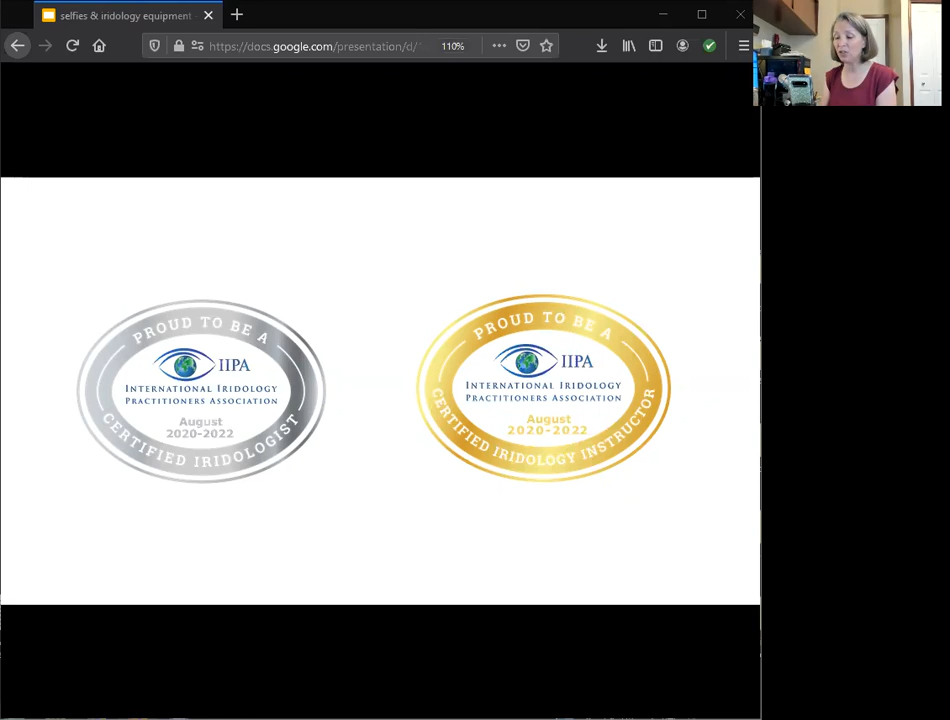 selfies & iridology equipment -
https://docs.google.com/presentation/d/
110%
PROUD TO BE A
IIPA
INTERNATIONAL IRIDOLOGY
PRACTITIONERS ASSOCIATION
August
2020-2022
CERTIFIED IRIDOLOGIST
PROUD TO BE A
IIPA
INTERNATIONAL IRIDOLOGY
PRACTITIONERS ASSOCIATION
August
2020-2022
CERTIFIED IRIDOLOGY INSTRUCTOR